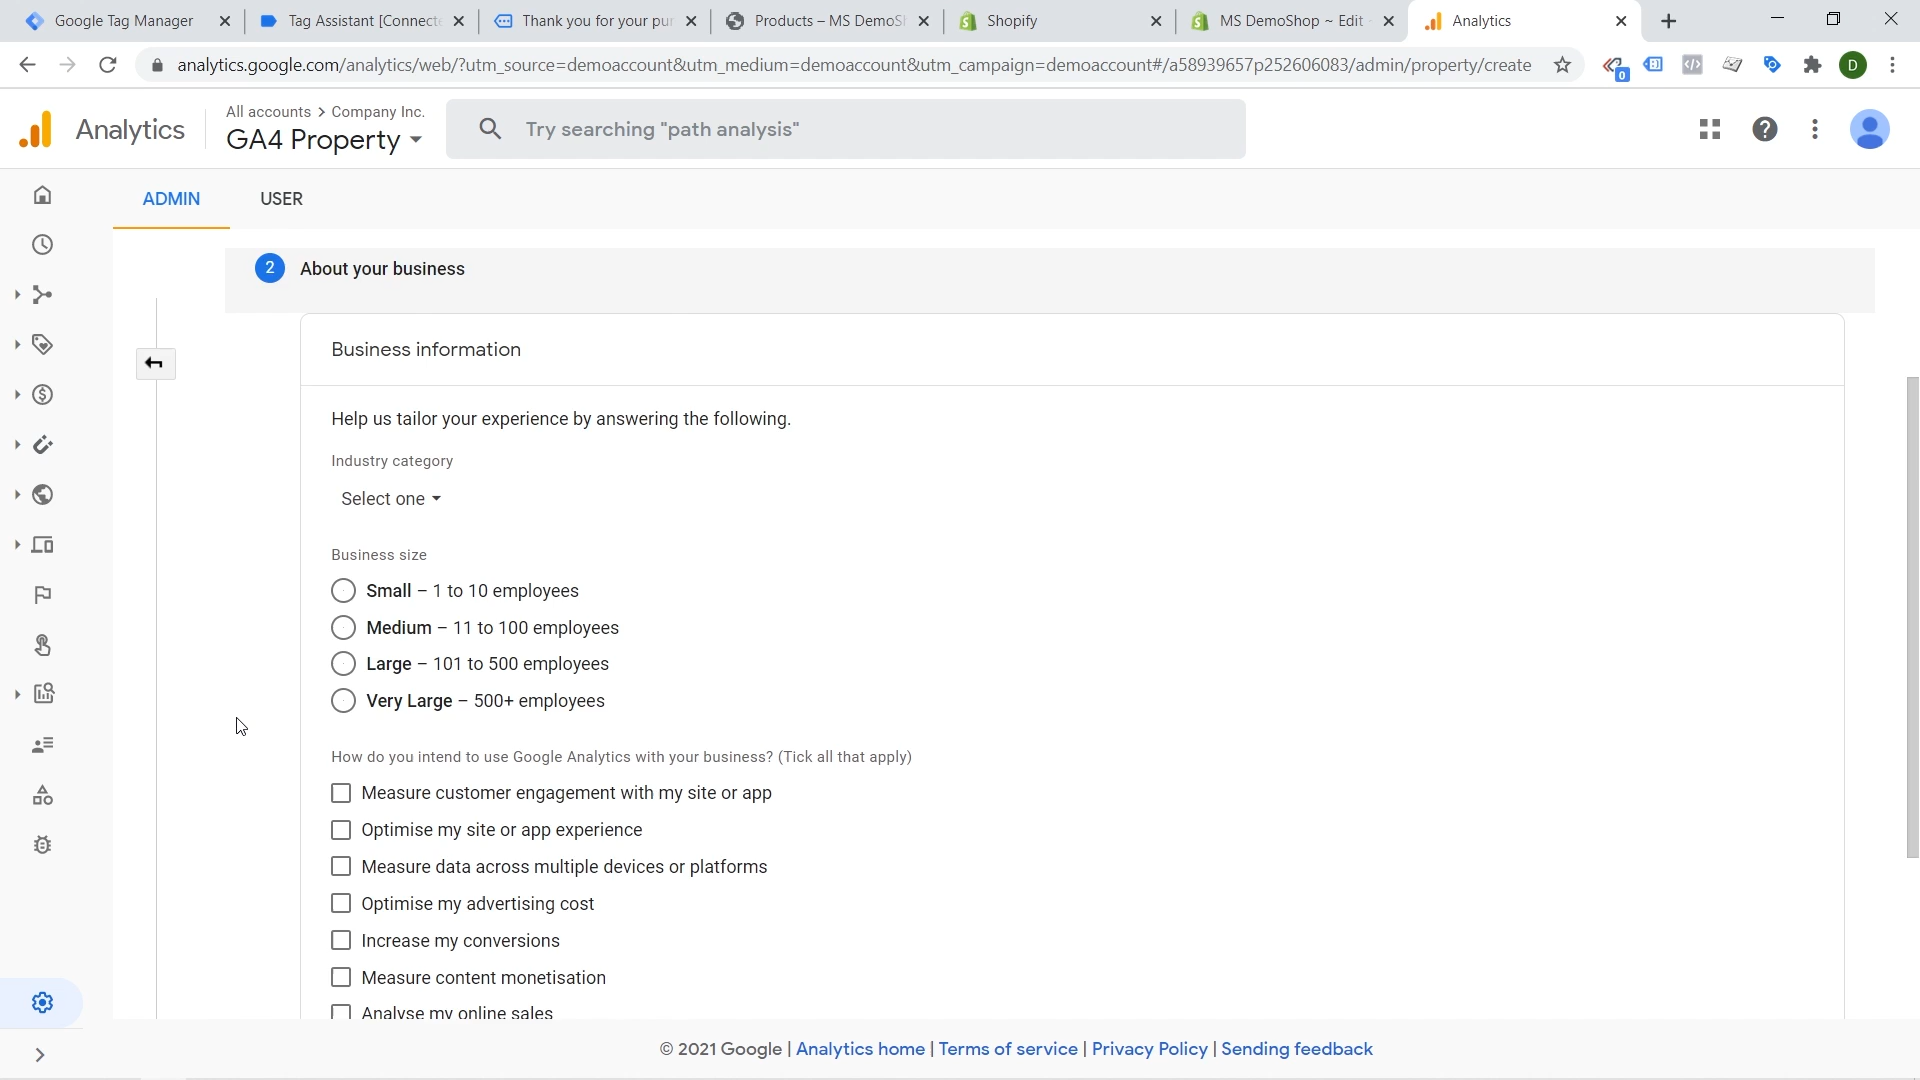 Google Tag Manager
Tag Assistant [Connecte
Thank you for your pur
Products – MS DemoSh
Shopify
MS DemoShop ~ Edit
Analytics
analytics.google.com/analytics/web/?utm_source=demoaccount&utm_medium=demoaccount&utm_campaign=demoaccount#/a58939657p252606083/admin/property/create
0
D
Analytics
All accounts > Company Inc.
GA4 Property
Try searching "path analysis"
ADMIN
USER
2 About your business
Business information
Help us tailor your experience by answering the following.
Industry category
Select one
Business size
Small – 1 to 10 employees
Medium – 11 to 100 employees
Large – 101 to 500 employees
Very Large – 500+ employees
How do you intend to use Google Analytics with your business? (Tick all that apply)
Measure customer engagement with my site or app
Optimise my site or app experience
Measure data across multiple devices or platforms
Optimise my advertising cost
Increase my conversions
Measure content monetisation
Analyse my online sales
© 2021 Google | Analytics home | Terms of service | Privacy Policy | Sending feedback